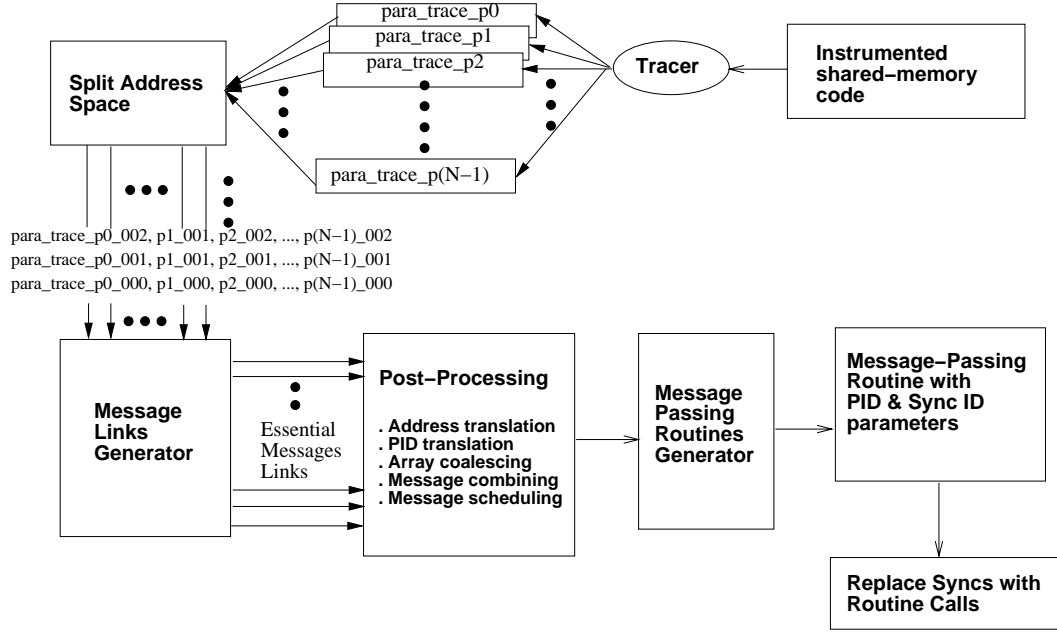 para_trace_p0
para_trace_p1
para_trace_p2
para_trace_p(N−1)
Tracer
Instrumented
shared−memory
code
Split Address
Space
para_trace_p0_002, p1_001, p2_002, ..., p(N−1)_002
para_trace_p0_001, p1_001, p2_001, ..., p(N−1)_001
para_trace_p0_000, p1_000, p2_000, ..., p(N−1)_000
Message
Links
Generator
Essential
Messages
Links
Post−Processing
. Address translation
. PID translation
. Array coalescing
. Message combining
. Message scheduling
Message
Passing
Routines
Generator
Message−Passing
Routine with
PID & Sync ID
parameters
Replace Syncs with
Routine Calls